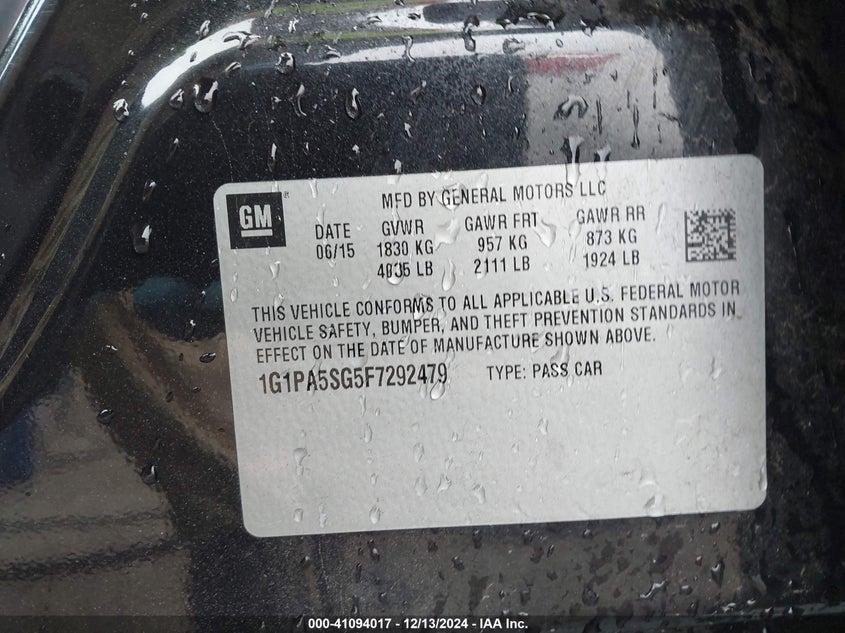 GM
MFD BY GENERAL MOTORS LLC
DATE GVWR GAWR FRT GAWR RR
06/15 1830 KG 957 KG 873 KG
4035 LB 2111 LB 1924 LB
THIS VEHICLE CONFORMS TO ALL APPLICABLE U.S. FEDERAL MOTOR
VEHICLE SAFETY, BUMPER, AND THEFT PREVENTION STANDARDS IN
EFFECT ON THE DATE OF MANUFACTURE SHOWN ABOVE.
1G1PA5SG5F7292479 TYPE: PASS CAR
000-41094017 - 12/13/2024 - IAA Inc.